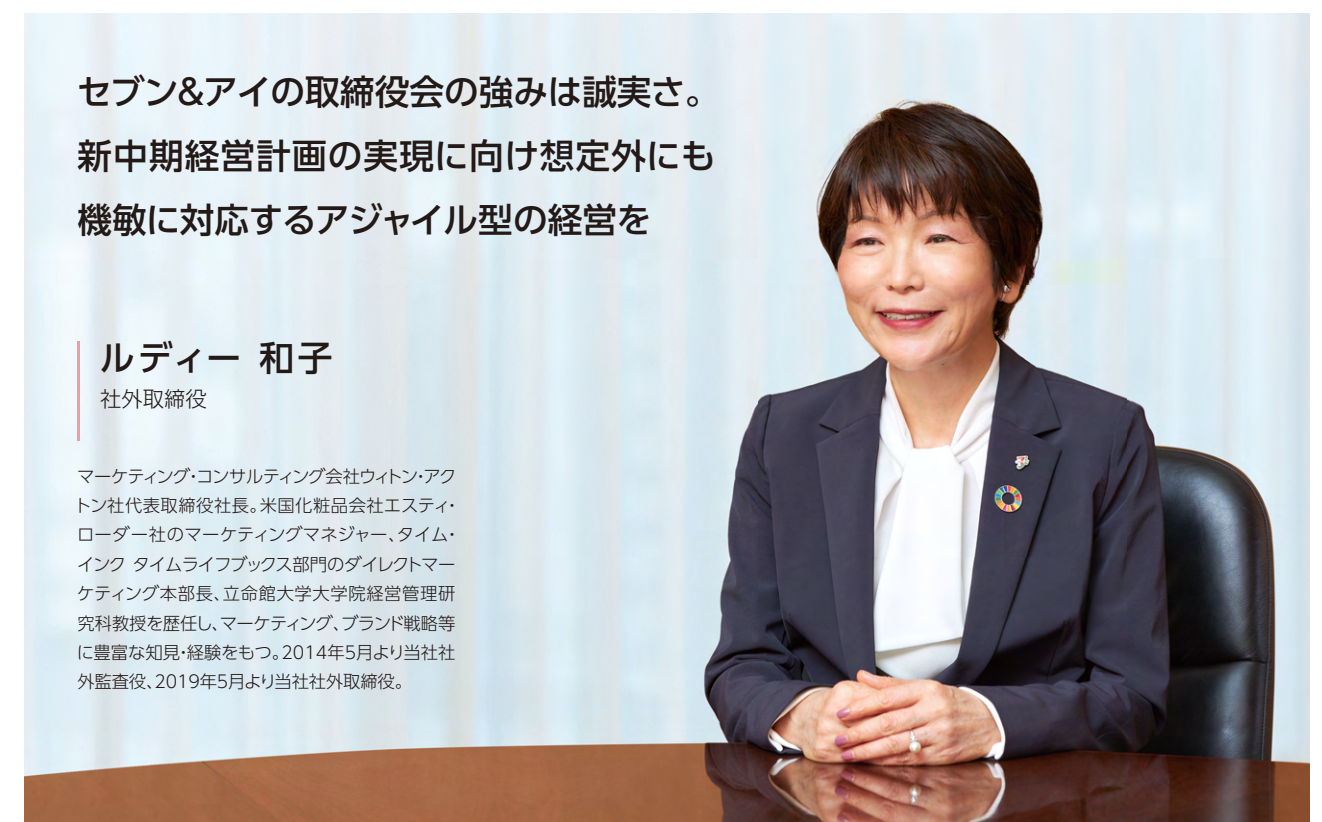 セブン&アイの取締役会の強みは誠実さ。
新中期経営計画の実現に向け想定外にも
機敏に対応するアジャイル型の経営を
ルディー 和子
社外取締役
マーケティング・コンサルティング会社ウィトン・アク
トン社代表取締役社長。米国化粧品会社エスティ・
ローダー社のマーケティングマネジャー、タイム・
インク タイムライフブックス部門のダイレクトマー
ケティング本部長、立命館大学大学院経営管理研
究科教授を歴任し、マーケティング、ブランド戦略等
に豊富な知見・経験をもつ。2014年5月より当社社
外監査役、2019年5月より当社社外取締役。